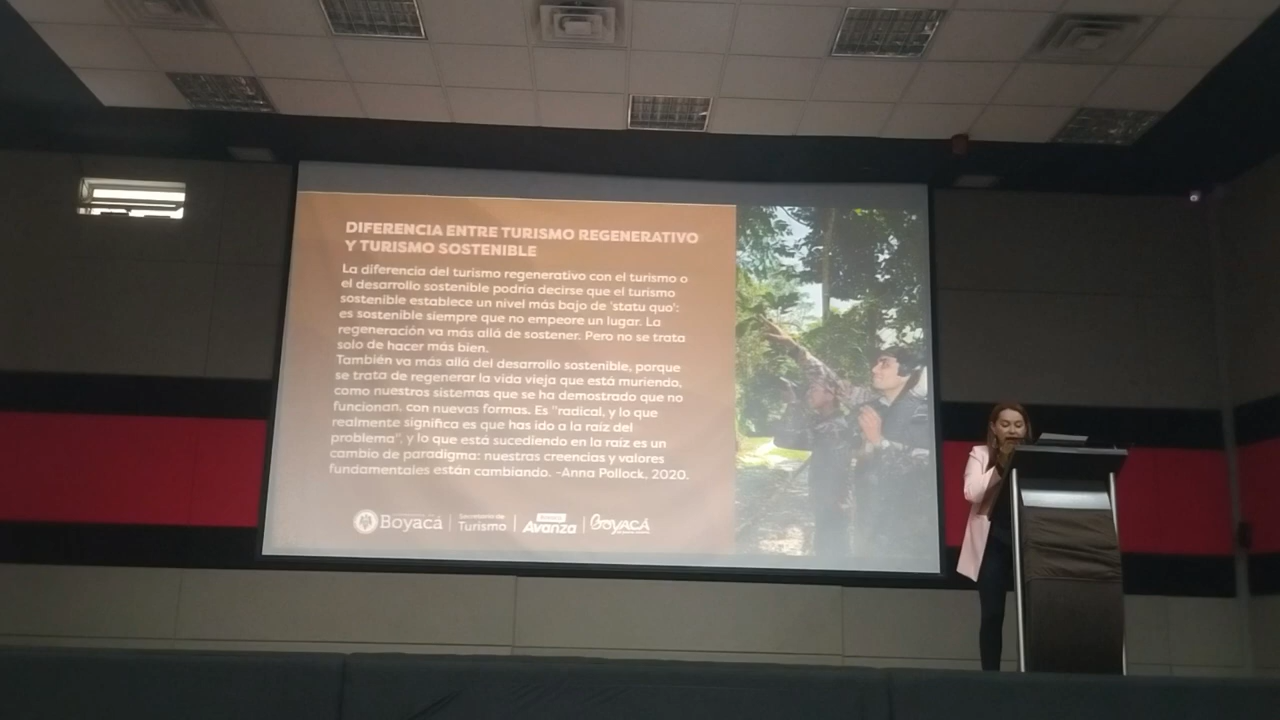 DIFERENCIA ENTRE TURISMO REGENERATIVO
Y TURISMO SOSTENIBLE
La diferencia del turismo regenerativo con el turismo o
el desarrollo sostenible podría decirse que el turismo
sostenible establece un nivel más bajo de 'statu quo':
es sostenible siempre que no empeore un lugar. La
regeneración va más allá de sostener. Pero no se trata
solo de hacer más bien.
También va más allá del desarrollo sostenible, porque
se trata de regenerar la vida vieja que está muriendo,
como nuestros sistemas que se ha demostrado que no
funcionan, con nuevas formas. Es "radical, y lo que
realmente significa es que has ido a la raíz del
problema", y lo que está sucediendo en la raíz es un
cambio de paradigma: nuestras creencias y valores
fundamentales están cambiando. -Anna Pollock, 2020.
Boyacá
Secretaría de
Turismo
Avanza
BOYACÁ